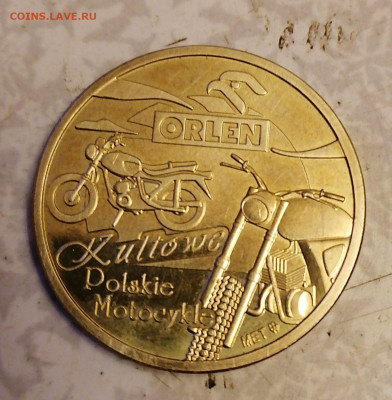 COINS.LAVE.RU
ORLEN
Kultowe
Polskie
Motocykle